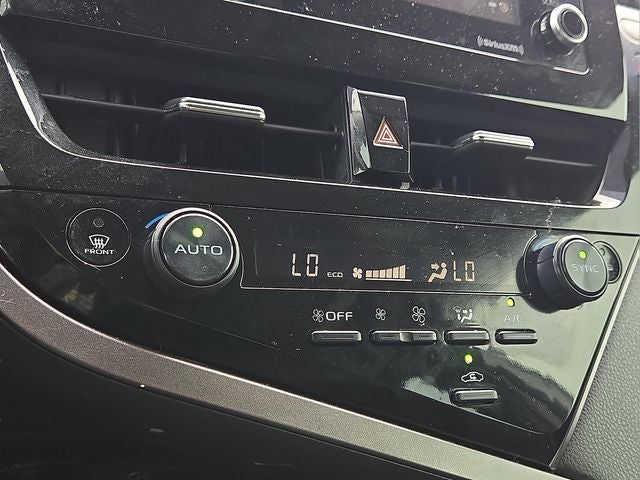 SiriusXM
FRONT
AUTO
LO ECO LO
SYNC
OFF
A/C